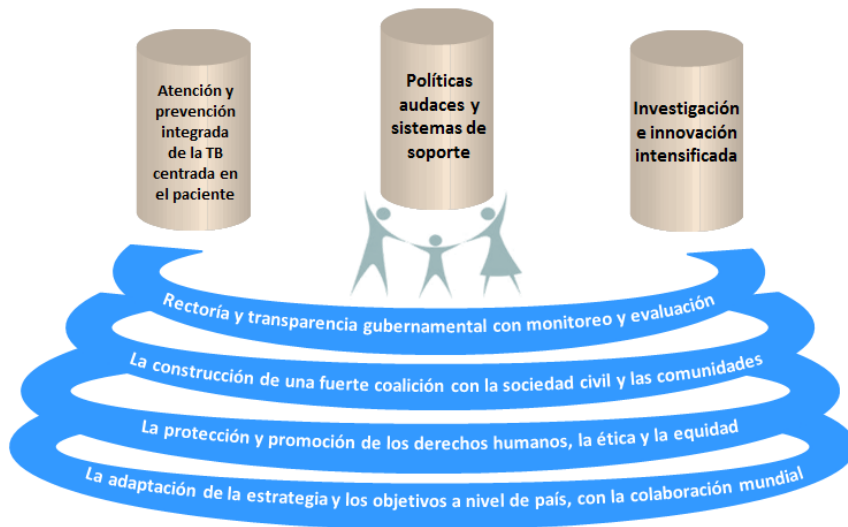 Atención y
prevención
integrada
de la TB
centrada en
el paciente
Políticas
audaces y
sistemas de
soporte
Investigación
e innovación
intensificada
Rectoría y transparencia gubernamental con monitoreo y evaluación
La construcción de una fuerte coalición con la sociedad civil y las comunidades
La protección y promoción de los derechos humanos, la ética y la equidad
La adaptación de la estrategia y los objetivos a nivel de país, con la colaboración mundial